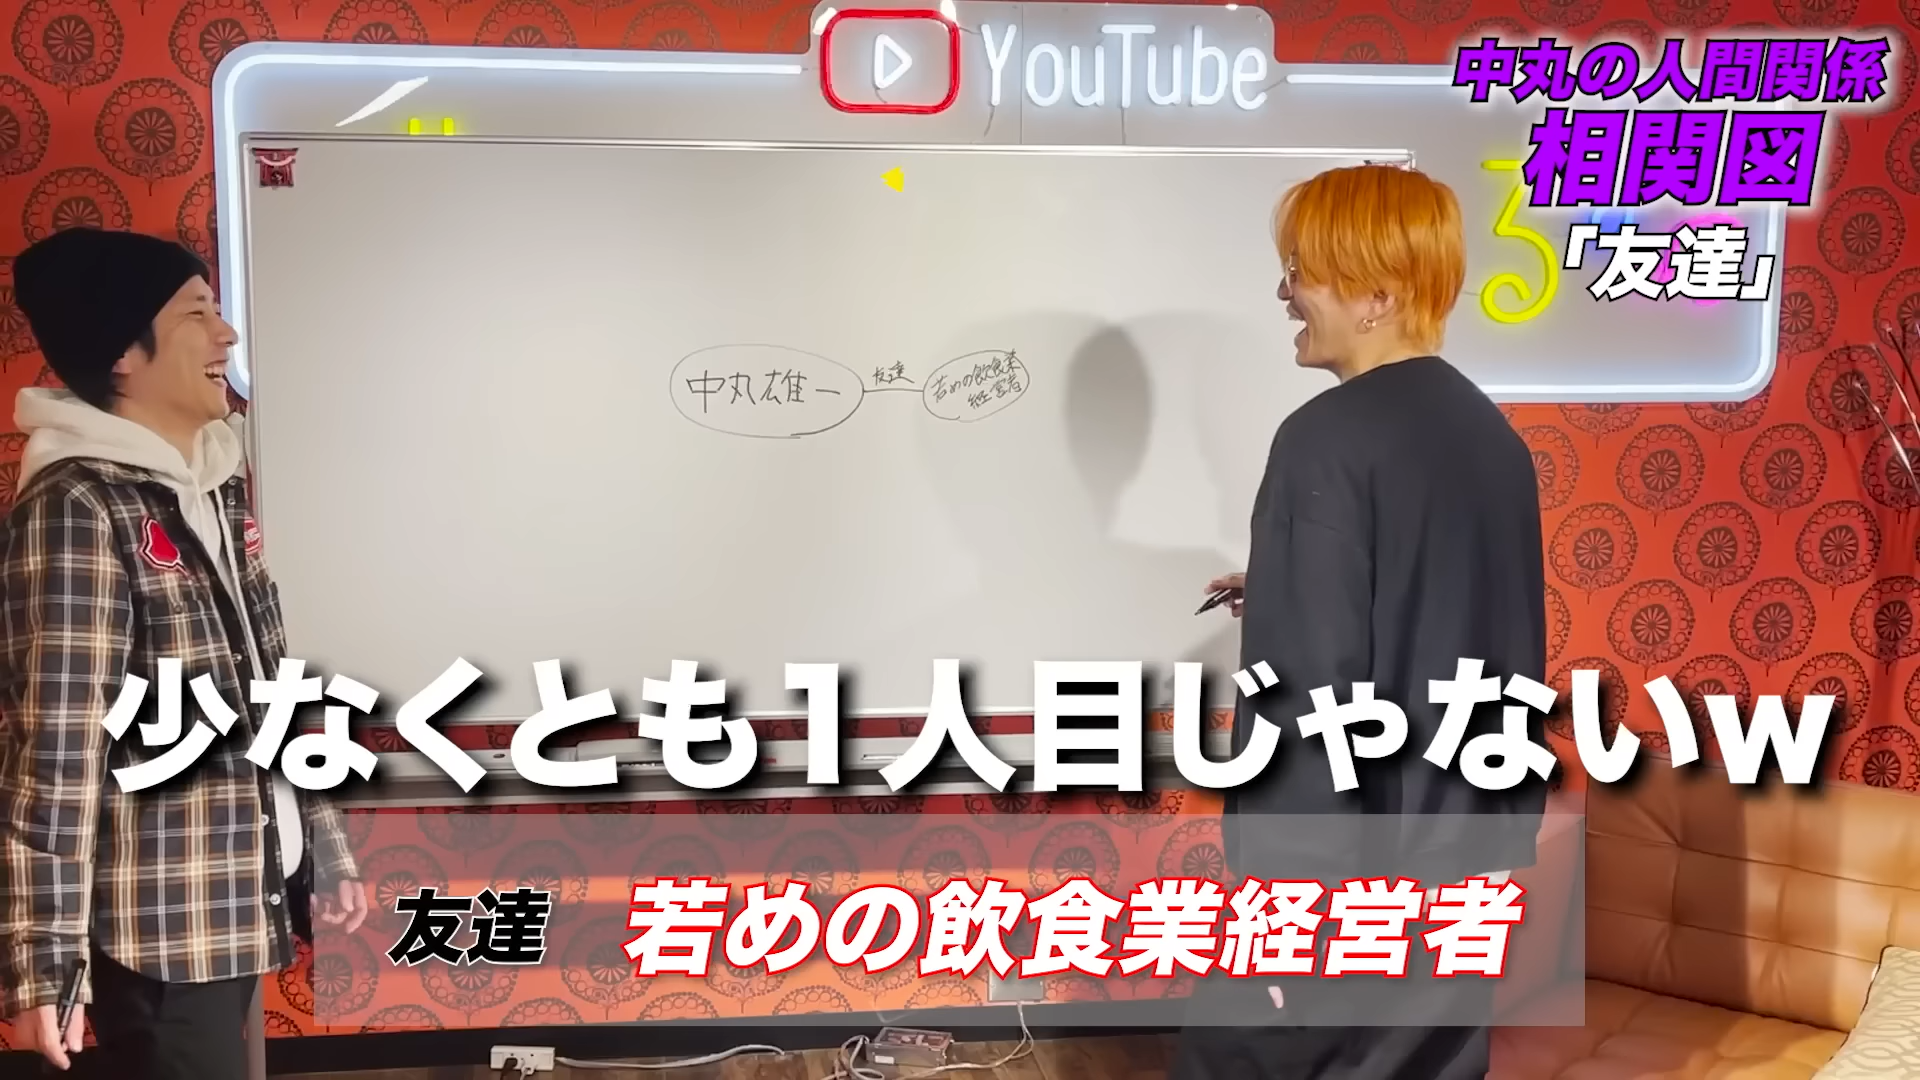 YouTube
中丸の人間関係
相関図
「友達」
中丸雄一
友達
若めの飲食業
経営者
少なくとも1人目じゃないw
友達 若めの飲食業経営者